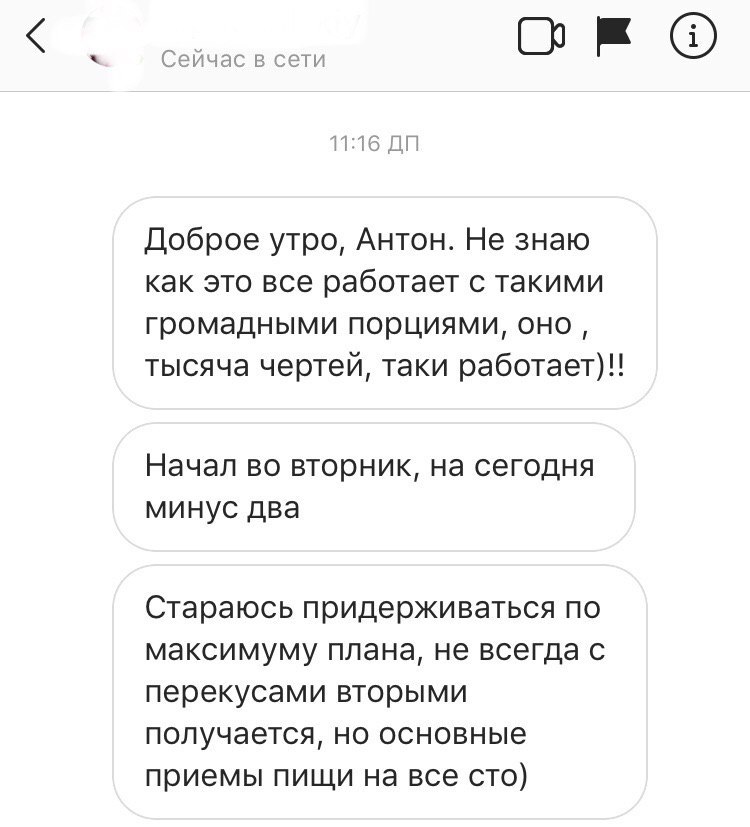 Сейчас в сети
11:16 ДП
Доброе утро, Антон. Не знаю
как это все работает с такими
громадными порциями, оно ,
тысяча чертей, таки работает)!!
Начал во вторник, на сегодня
минус два
Стараюсь придерживаться по
максимуму плана, не всегда с
перекусами вторыми
получается, но основные
приемы пищи на все сто)